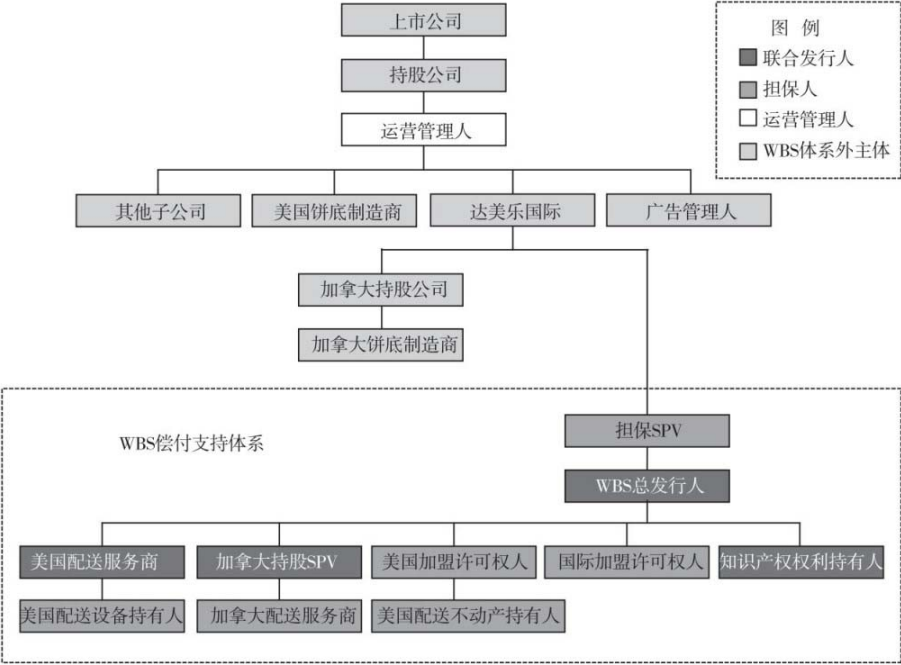 上市公司
持股公司
运营管理人
图 例
联合发行人
担保人
运营管理人
WBS体系外主体
其他子公司
美国饼底制造商
达美乐国际
广告管理人
加拿大持股公司
加拿大饼底制造商
WBS偿付支持体系
担保SPV
WBS总发行人
美国配送服务商
加拿大持股SPV
美国加盟许可权人
国际加盟许可权人
知识产权权利持有人
美国配送设备持有人
加拿大配送服务商
美国配送不动产持有人